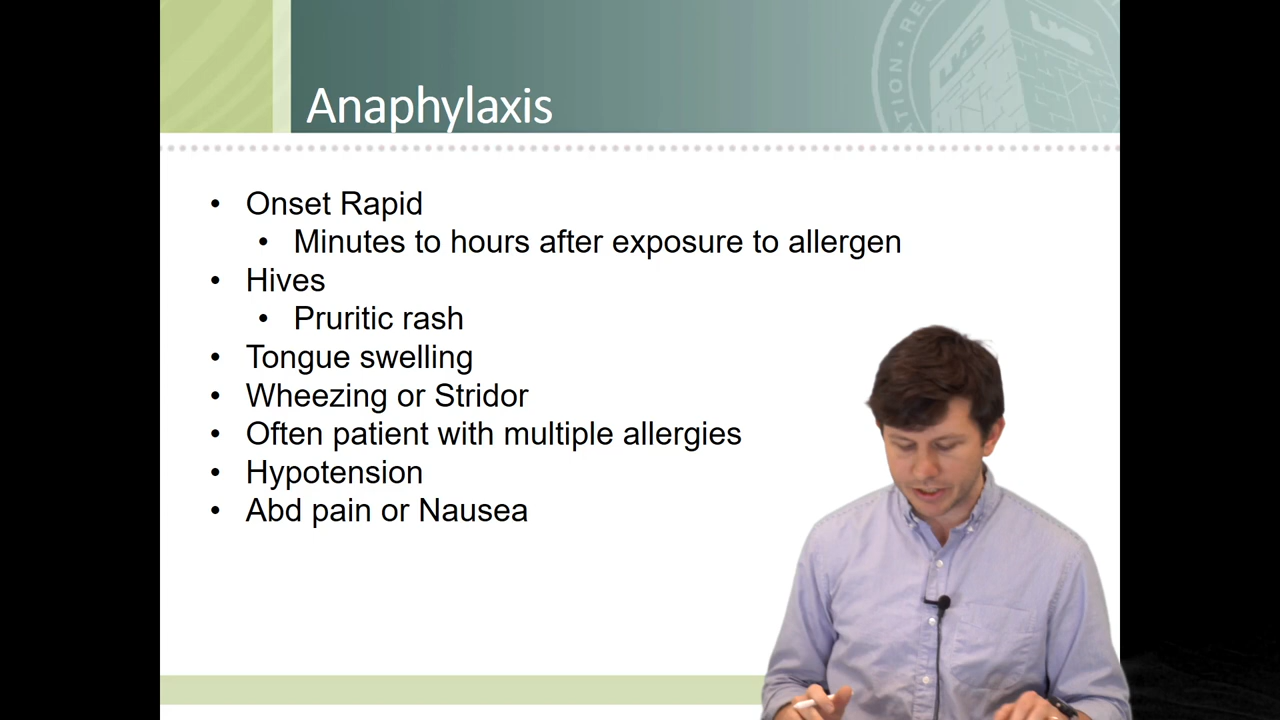 Anaphylaxis
• Onset Rapid
• Minutes to hours after exposure to allergen
• Hives
• Pruritic rash
• Tongue swelling
• Wheezing or Stridor
• Often patient with multiple allergies
• Hypotension
• Abd pain or Nausea